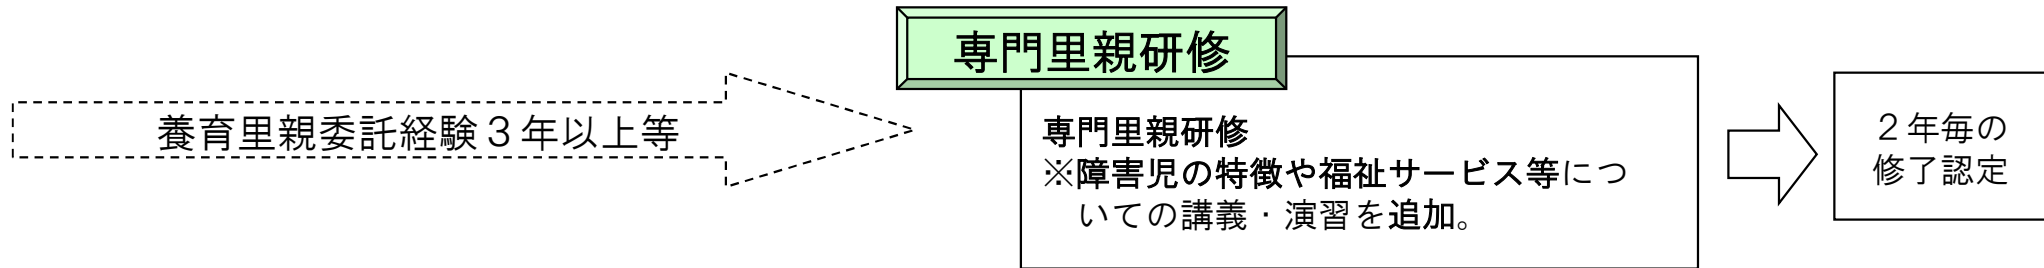 専門里親研修
養育里親委託経験３年以上等
専門里親研修
※障害児の特徴や福祉サービス等につ
いての講義・演習を追加。
２年毎の
修了認定